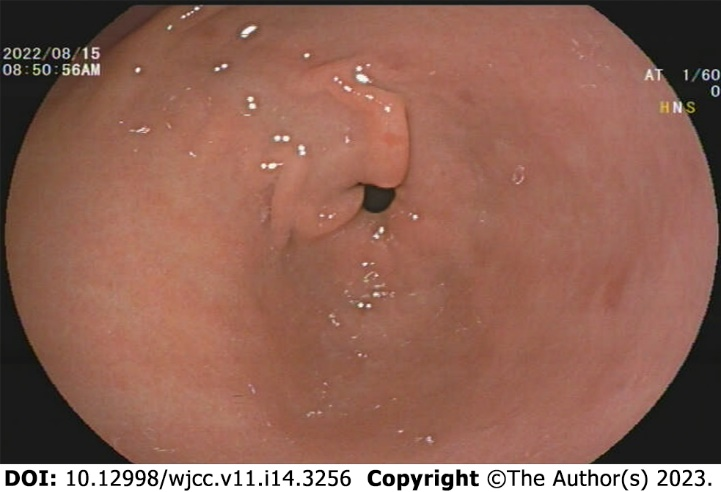 2022/08/15
08:50:56AM
AT 1/60
0
HNS
DOI: 10.12998/wjcc.v11.i14.3256 Copyright ©The Author(s) 2023.